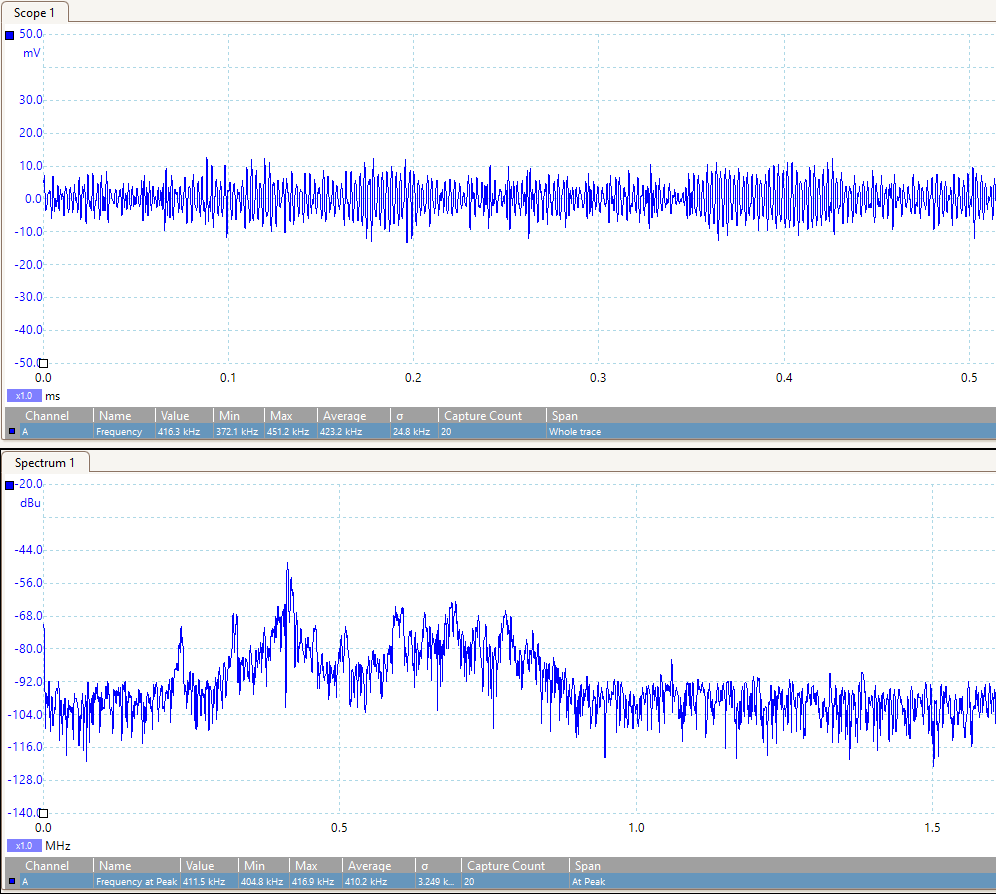 Scope 1
50.0
mV
30.0
20.0
10.0
0.0
-10.0
-20.0
-30.0
-40.0
-50.0
0.0 0.1 0.2 0.3 0.4 0.5
x1.0 ms
Channel Name Value Min Max Average σ Capture Count Span
A Frequency 416.3 kHz 372.1 kHz 451.2 kHz 423.2 kHz 24.8 kHz 20 Whole trace
Spectrum 1
-20.0
dBu
-44.0
-56.0
-68.0
-80.0
-92.0
-104.0
-116.0
-128.0
-140.0
0.0 0.5 1.0 1.5
x1.0 MHz
Channel Name Value Min Max Average σ Capture Count Span
A Frequency at Peak 411.5 kHz 404.8 kHz 416.9 kHz 410.2 kHz 3.249 k... 20 At Peak